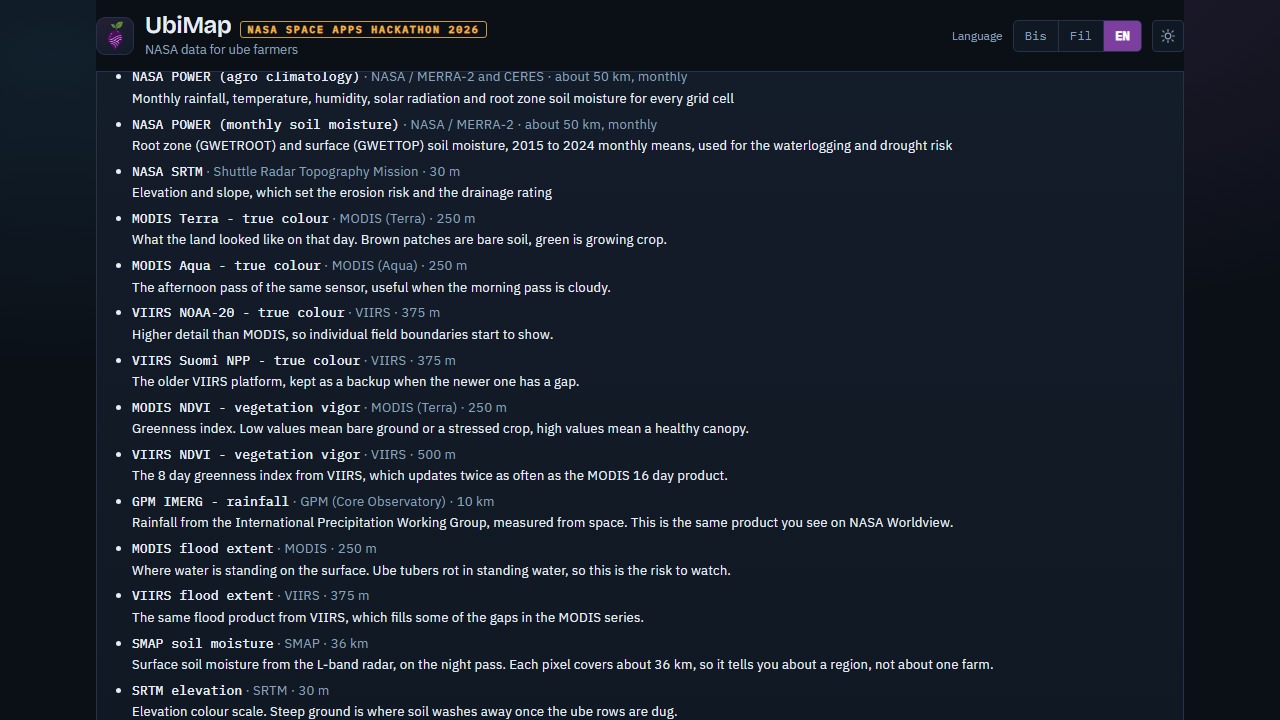 UbiMap NASA SPACE APPS HACKATHON 2026
NASA data for ube farmers
Language Bis Fil EN
NASA POWER (agro climatology) · NASA / MERRA-2 and CERES · about 50 km, monthly
Monthly rainfall, temperature, humidity, solar radiation and root zone soil moisture for every grid cell
NASA POWER (monthly soil moisture) · NASA / MERRA-2 · about 50 km, monthly
Root zone (GWETROOT) and surface (GWETTOP) soil moisture, 2015 to 2024 monthly means, used for the waterlogging and drought risk
NASA SRTM · Shuttle Radar Topography Mission · 30 m
Elevation and slope, which set the erosion risk and the drainage rating
MODIS Terra - true colour · MODIS (Terra) · 250 m
What the land looked like on that day. Brown patches are bare soil, green is growing crop.
MODIS Aqua - true colour · MODIS (Aqua) · 250 m
The afternoon pass of the same sensor, useful when the morning pass is cloudy.
VIIRS NOAA-20 - true colour · VIIRS · 375 m
Higher detail than MODIS, so individual field boundaries start to show.
VIIRS Suomi NPP - true colour · VIIRS · 375 m
The older VIIRS platform, kept as a backup when the newer one has a gap.
MODIS NDVI - vegetation vigor · MODIS (Terra) · 250 m
Greenness index. Low values mean bare ground or a stressed crop, high values mean a healthy canopy.
VIIRS NDVI - vegetation vigor · VIIRS · 500 m
The 8 day greenness index from VIIRS, which updates twice as often as the MODIS 16 day product.
GPM IMERG - rainfall · GPM (Core Observatory) · 10 km
Rainfall from the International Precipitation Working Group, measured from space. This is the same product you see on NASA Worldview.
MODIS flood extent · MODIS · 250 m
Where water is standing on the surface. Ube tubers rot in standing water, so this is the risk to watch.
VIIRS flood extent · VIIRS · 375 m
The same flood product from VIIRS, which fills some of the gaps in the MODIS series.
SMAP soil moisture · SMAP · 36 km
Surface soil moisture from the L-band radar, on the night pass. Each pixel covers about 36 km, so it tells you about a region, not about one farm.
SRTM elevation · SRTM · 30 m
Elevation colour scale. Steep ground is where soil washes away once the ube rows are dug.